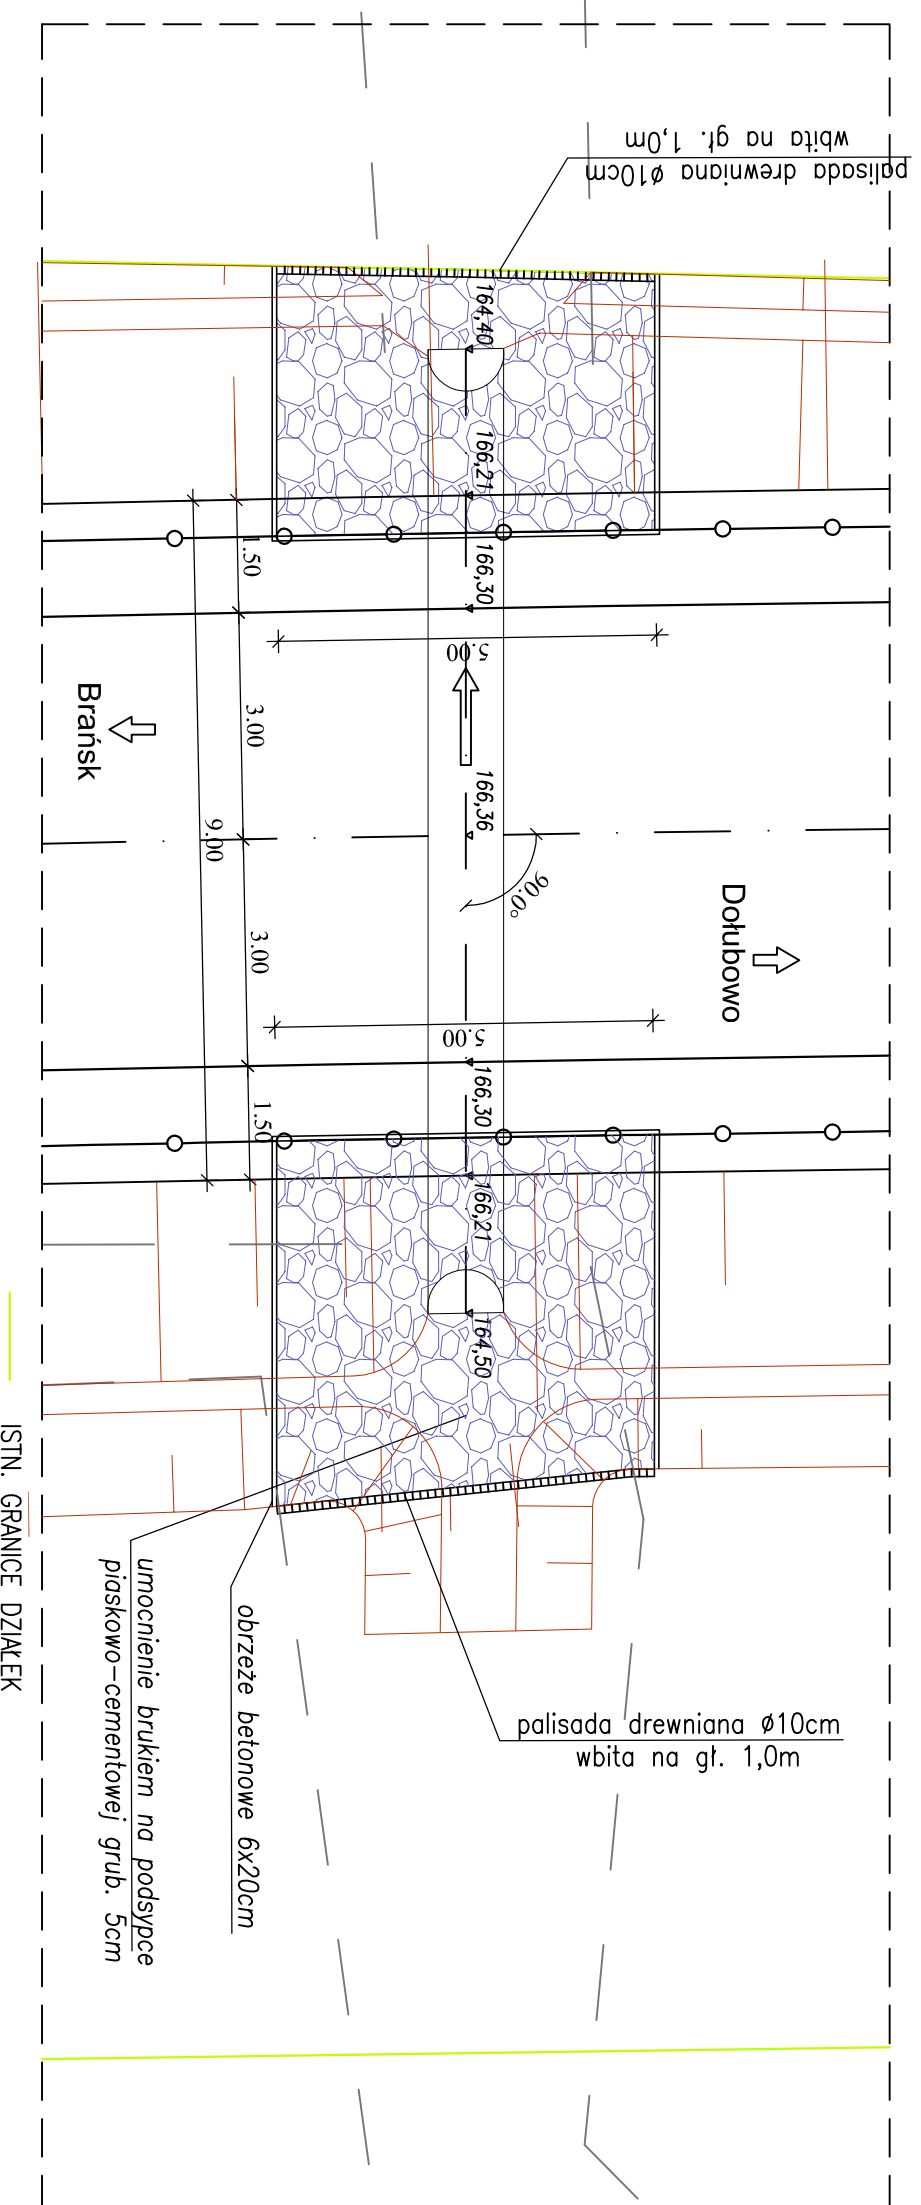 palisada drewniana ø10cm
wbita na gł. 1,0m
164,40
166,21
166,30
1.50
5.00
Brańsk
3.00
166,36
9.00
90.0°
Dołubowo
3.00
5.00
166,30
1.50
166,21
164,50
ISTN. GRANICE DZIAŁEK
umocnienie brukiem na podsypce
piaskowo-cementowej grub. 5cm
obrzeże betonowe 6x20cm
palisada drewniana ø10cm
wbita na gł. 1,0m